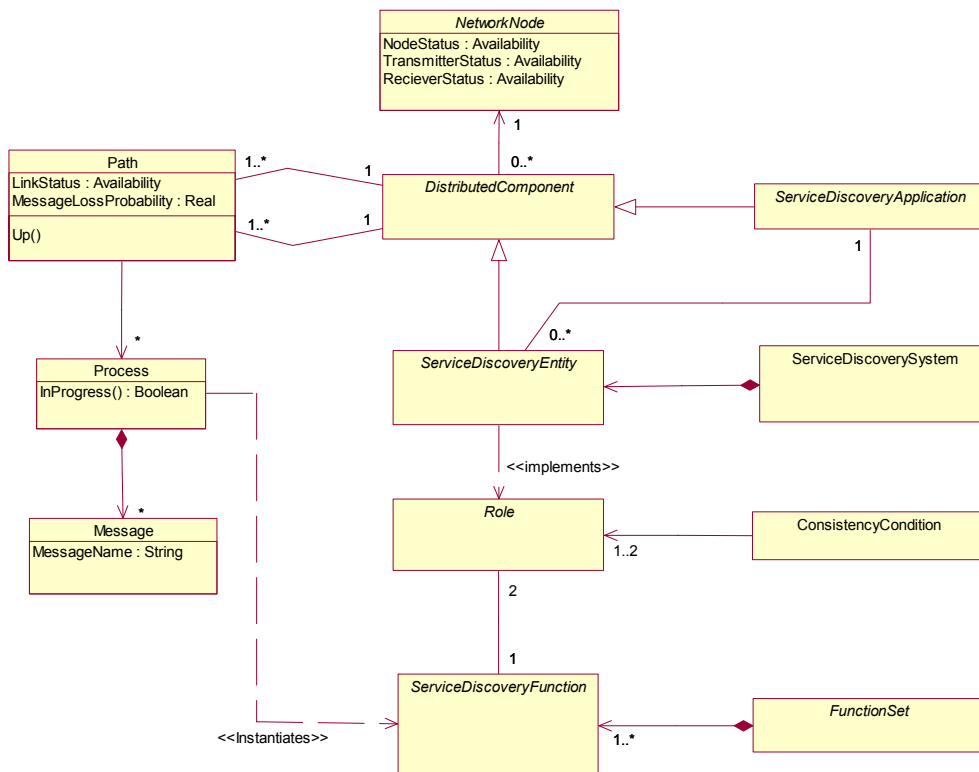 NetworkNode
NodeStatus : Availability
TransmitterStatus : Availability
RecieverStatus : Availability
1
0..*
Path
LinkStatus : Availability
MessageLossProbability : Real
Up()
1..*
1
1..*
1
DistributedComponent
ServiceDiscoveryApplication
1
0..*
*
Process
InProgress() : Boolean
ServiceDiscoveryEntity
ServiceDiscoverySystem
<<implements>>
*
Message
MessageName : String
Role
1..2
ConsistencyCondition
2
1
ServiceDiscoveryFunction
<<Instantiates>>
1..*
FunctionSet